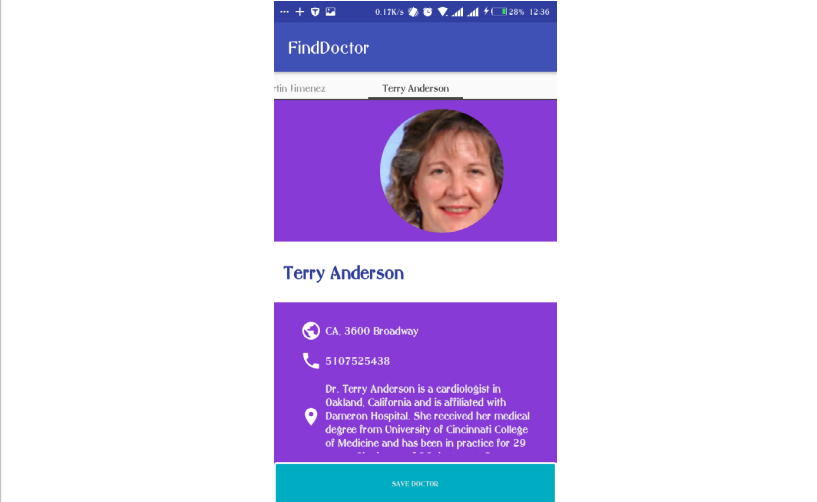 0.17K/s 28% 12:36
FindDoctor
rtin Jimenez Terry Anderson
Terry Anderson
CA, 3600 Broadway
5107525438
Dr. Terry Anderson is a cardiologist in
Oakland, California and is affiliated with
Dameron Hospital. She received her medical
degree from University of Cincinnati College
of Medicine and has been in practice for 29
SAVE DOCTOR